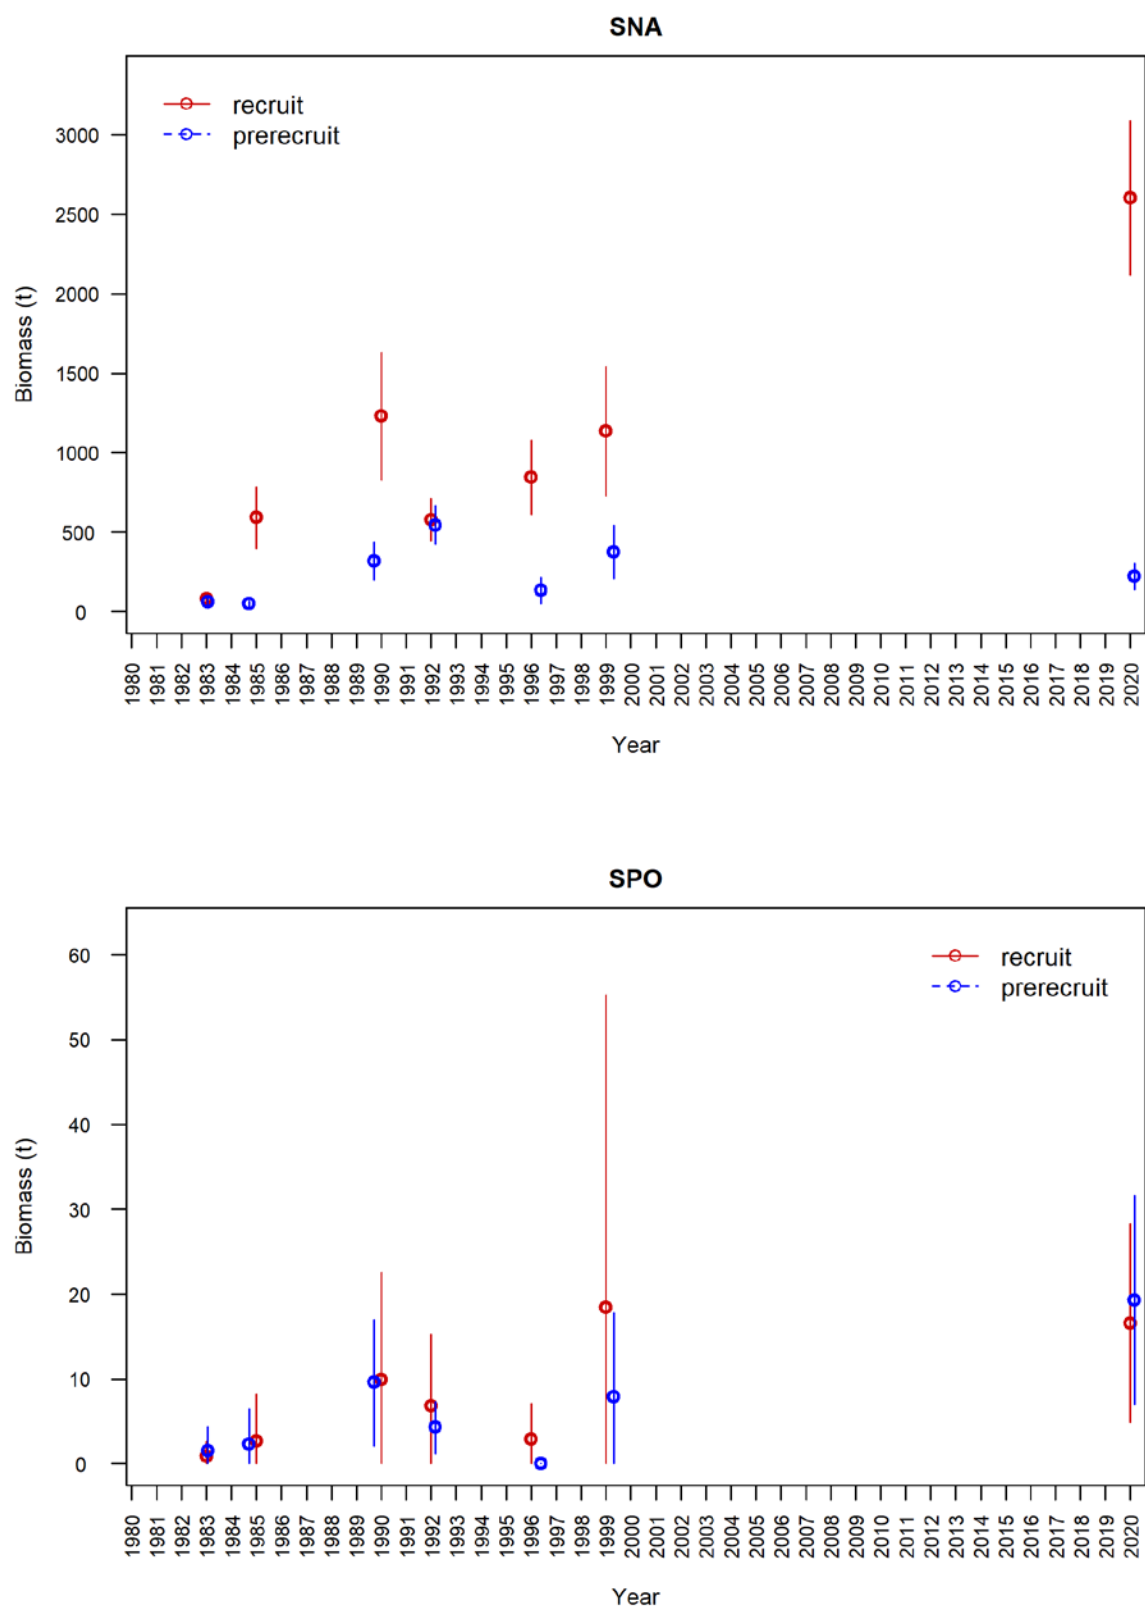 SNA
recruit
prerecruit
3000
2500
2000
1500
1000
500
0
Biomass (t)
1980 1981 1982 1983 1984 1985 1986 1987 1988 1989 1990 1991 1992 1993 1994 1995 1996 1997 1998 1999 2000 2001 2002 2003 2004 2005 2006 2007 2008 2009 2010 2011 2012 2013 2014 2015 2016 2017 2018 2019 2020
Year
SPO
recruit
prerecruit
60
50
40
30
20
10
0
Biomass (t)
1980 1981 1982 1983 1984 1985 1986 1987 1988 1989 1990 1991 1992 1993 1994 1995 1996 1997 1998 1999 2000 2001 2002 2003 2004 2005 2006 2007 2008 2009 2010 2011 2012 2013 2014 2015 2016 2017 2018 2019 2020
Year